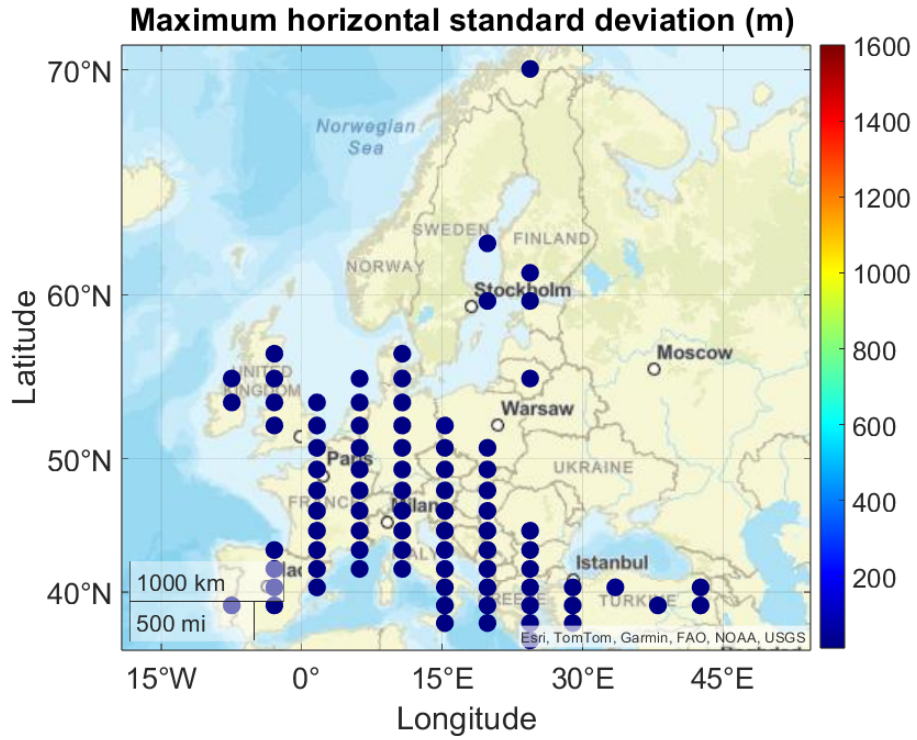 Maximum horizontal standard deviation (m)
70°N
60°N
50°N
40°N
Latitude
Norwegian
Sea
SWEDEN
FINLAND
NORWAY
Stockholm
Moscow
UNITED
KINGDOM
Warsaw
Paris
UKRAINE
FRANCE
Milan
Istanbul
TÜRKIYE
1000 km
500 mi
Esri, TomTom, Garmin, FAO, NOAA, USGS
15°W
0°
15°E
30°E
45°E
Longitude
1600
1400
1200
1000
800
600
400
200